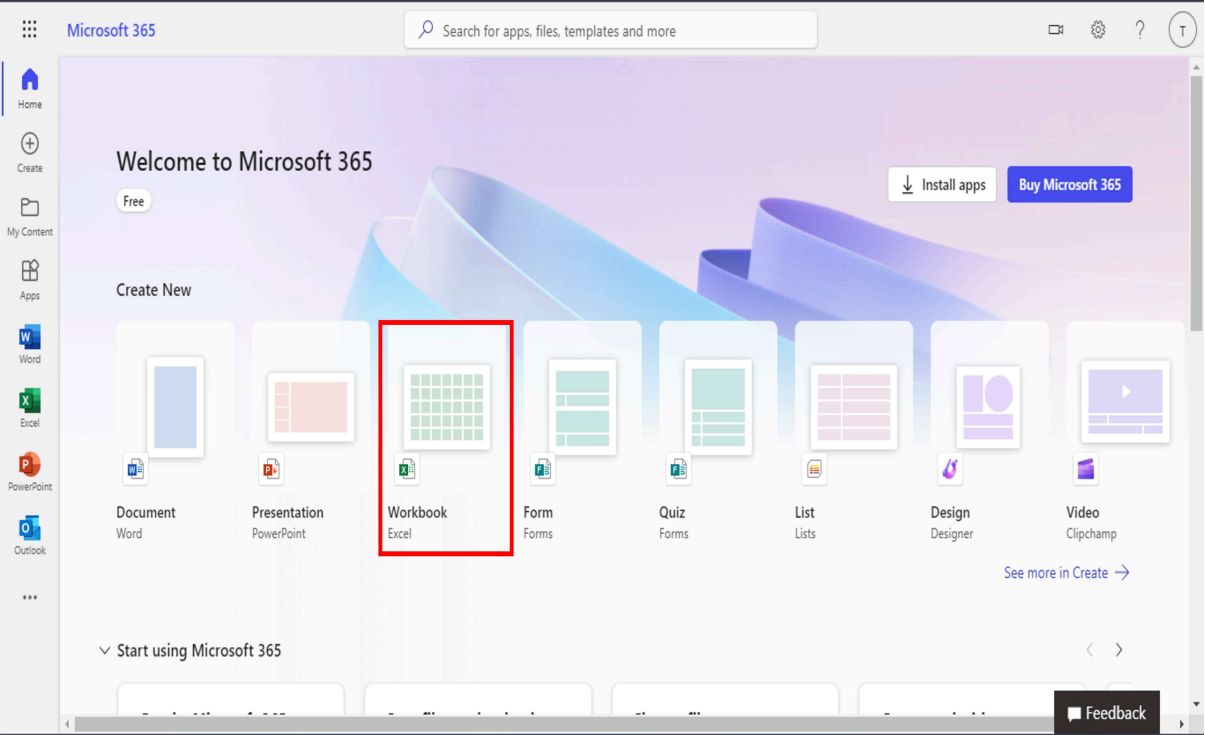 Microsoft 365
Search for apps, files, templates and more
?
T
Home
Create
My Content
Apps
Word
Excel
PowerPoint
Outlook
Welcome to Microsoft 365
Free
Install apps
Buy Microsoft 365
Create New
Document
Word
Presentation
PowerPoint
Workbook
Excel
Form
Forms
Quiz
Forms
List
Lists
Design
Designer
Video
Clipchamp
See more in Create
Start using Microsoft 365
Feedback